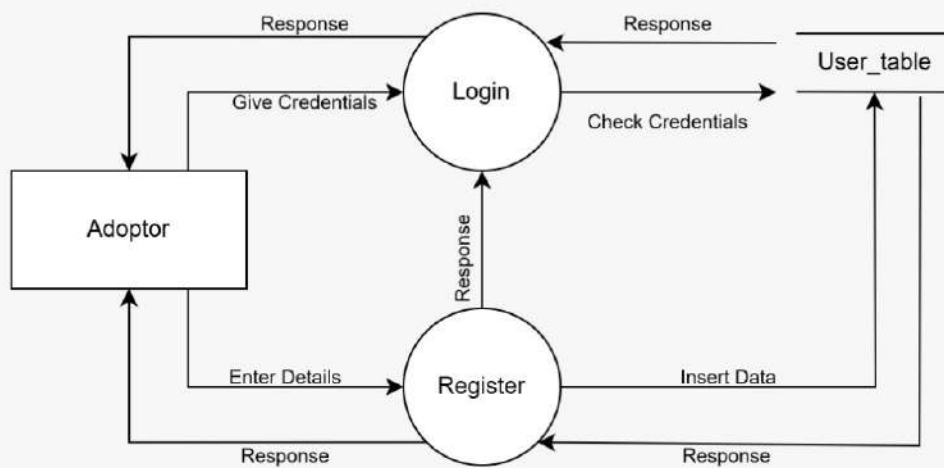 Response
Response
Login
User_table
Give Credentials
Check Credentials
Adoptor
Response
Enter Details
Register
Insert Data
Response
Response